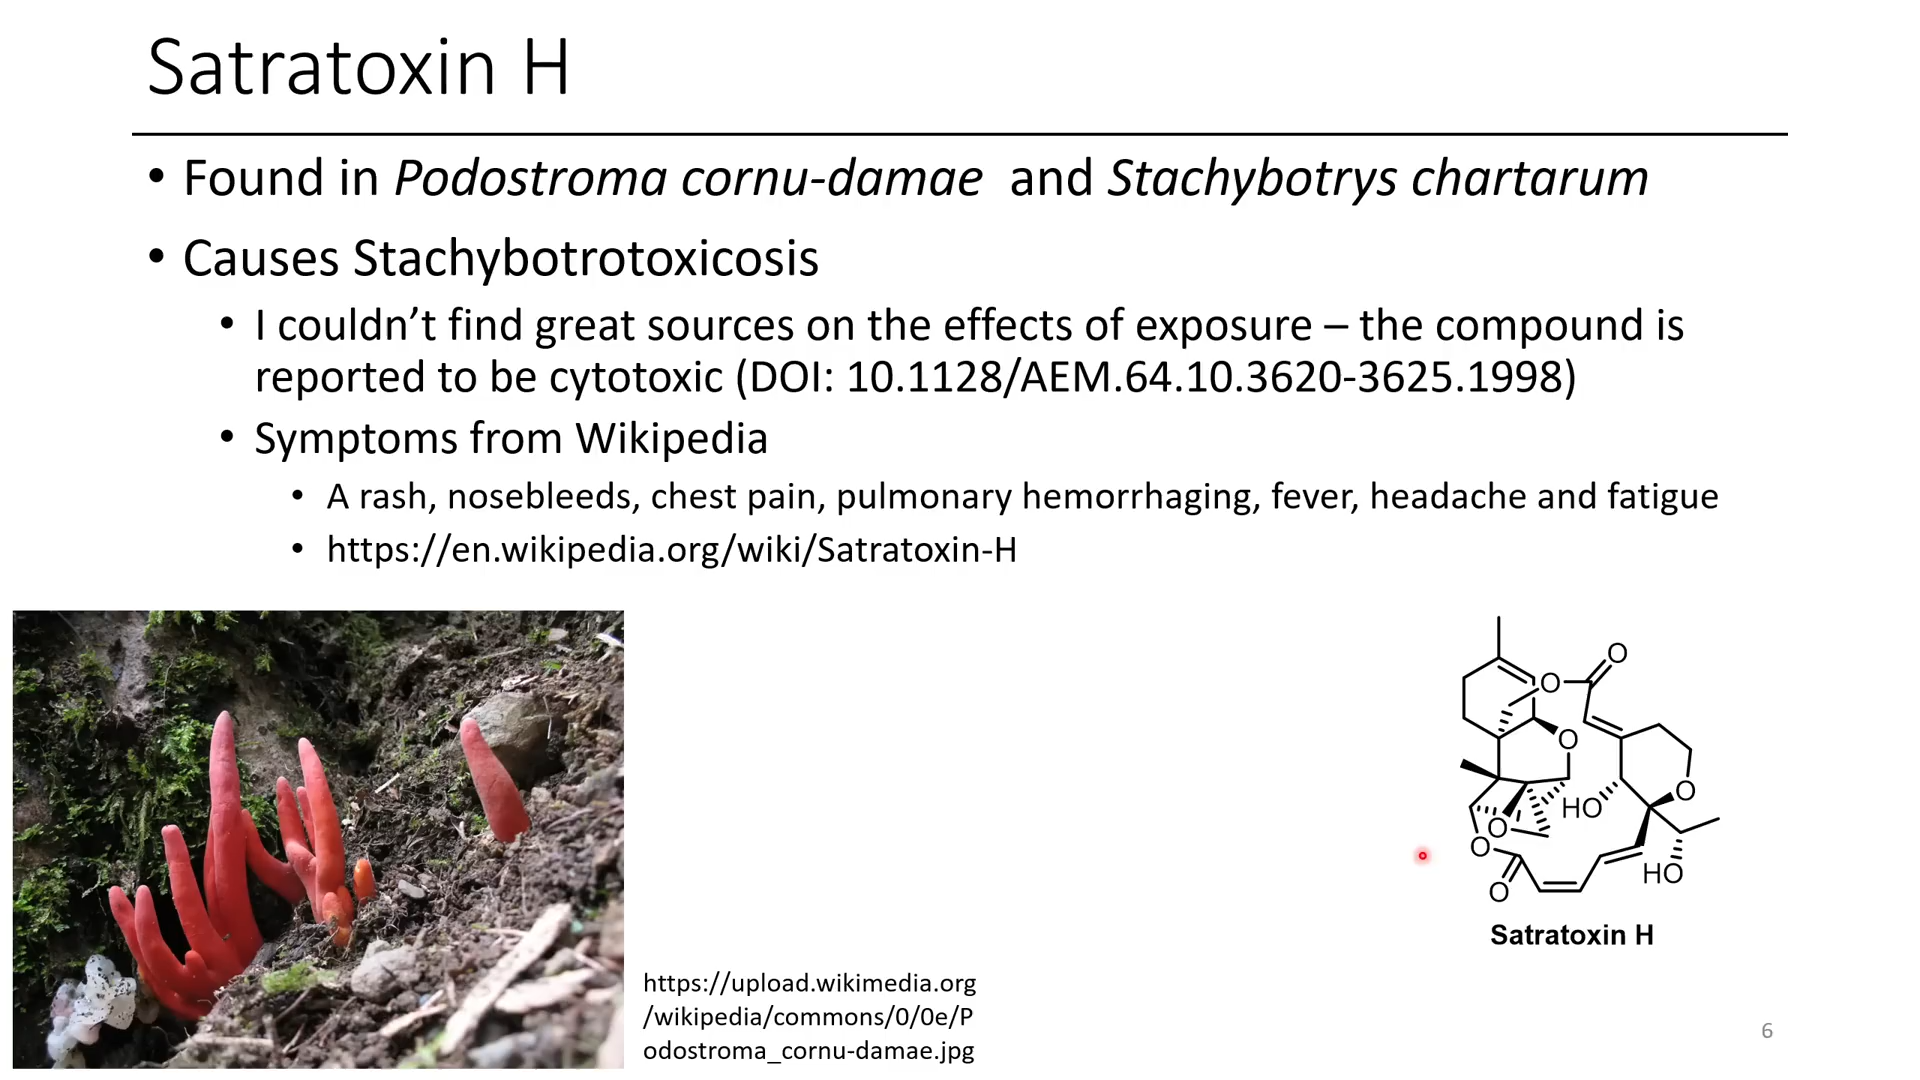 Satratoxin H
• Found in Podostroma cornu-damae and Stachybotrys chartarum
• Causes Stachybotrotoxicosis
• I couldn’t find great sources on the effects of exposure – the compound is
reported to be cytotoxic (DOI: 10.1128/AEM.64.10.3620-3625.1998)
• Symptoms from Wikipedia
• A rash, nosebleeds, chest pain, pulmonary hemorrhaging, fever, headache and fatigue
• https://en.wikipedia.org/wiki/Satratoxin-H
O
O
O
O
HO
O
O
HO
O
Satratoxin H
https://upload.wikimedia.org
/wikipedia/commons/0/0e/P
odostroma_cornu-damae.jpg
6